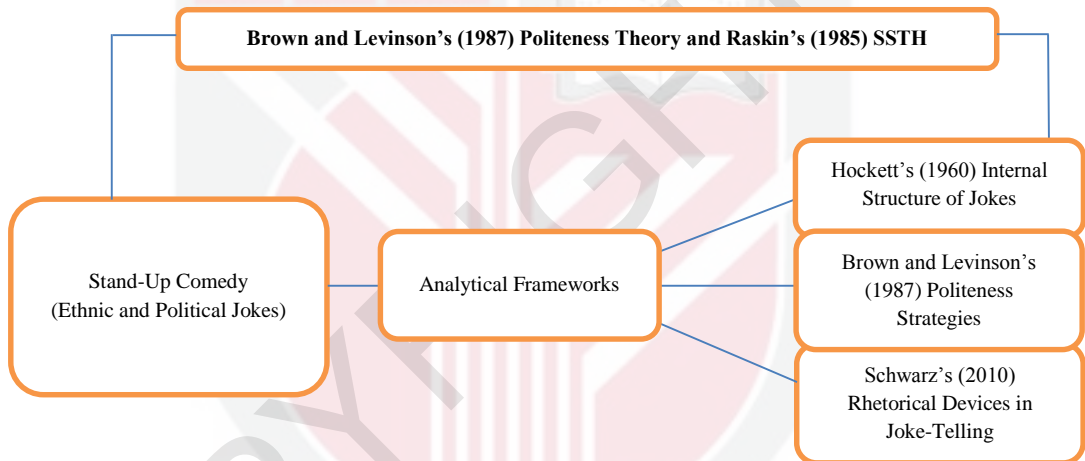 Brown and Levinson's (1987) Politeness Theory and Raskin's (1985) SSTH
Hockett's (1960) Internal
Structure of Jokes
Stand-Up Comedy
(Ethnic and Political Jokes)
Analytical Frameworks
Brown and Levinson's
(1987) Politeness
Strategies
Schwarz's (2010)
Rhetorical Devices in
Joke-Telling